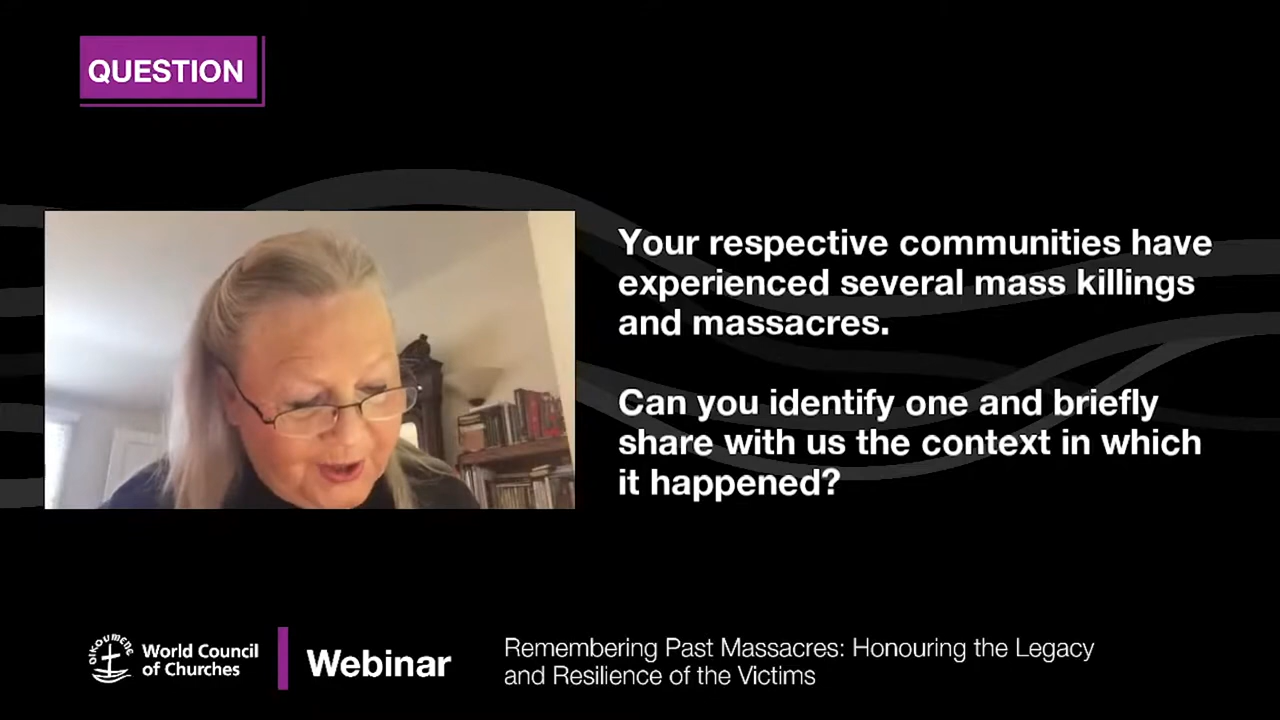 QUESTION
Your respective communities have
experienced several mass killings
and massacres.
Can you identify one and briefly
share with us the context in which
it happened?
OIKOUMENE
World Council
of Churches
Webinar
Remembering Past Massacres: Honouring the Legacy
and Resilience of the Victims